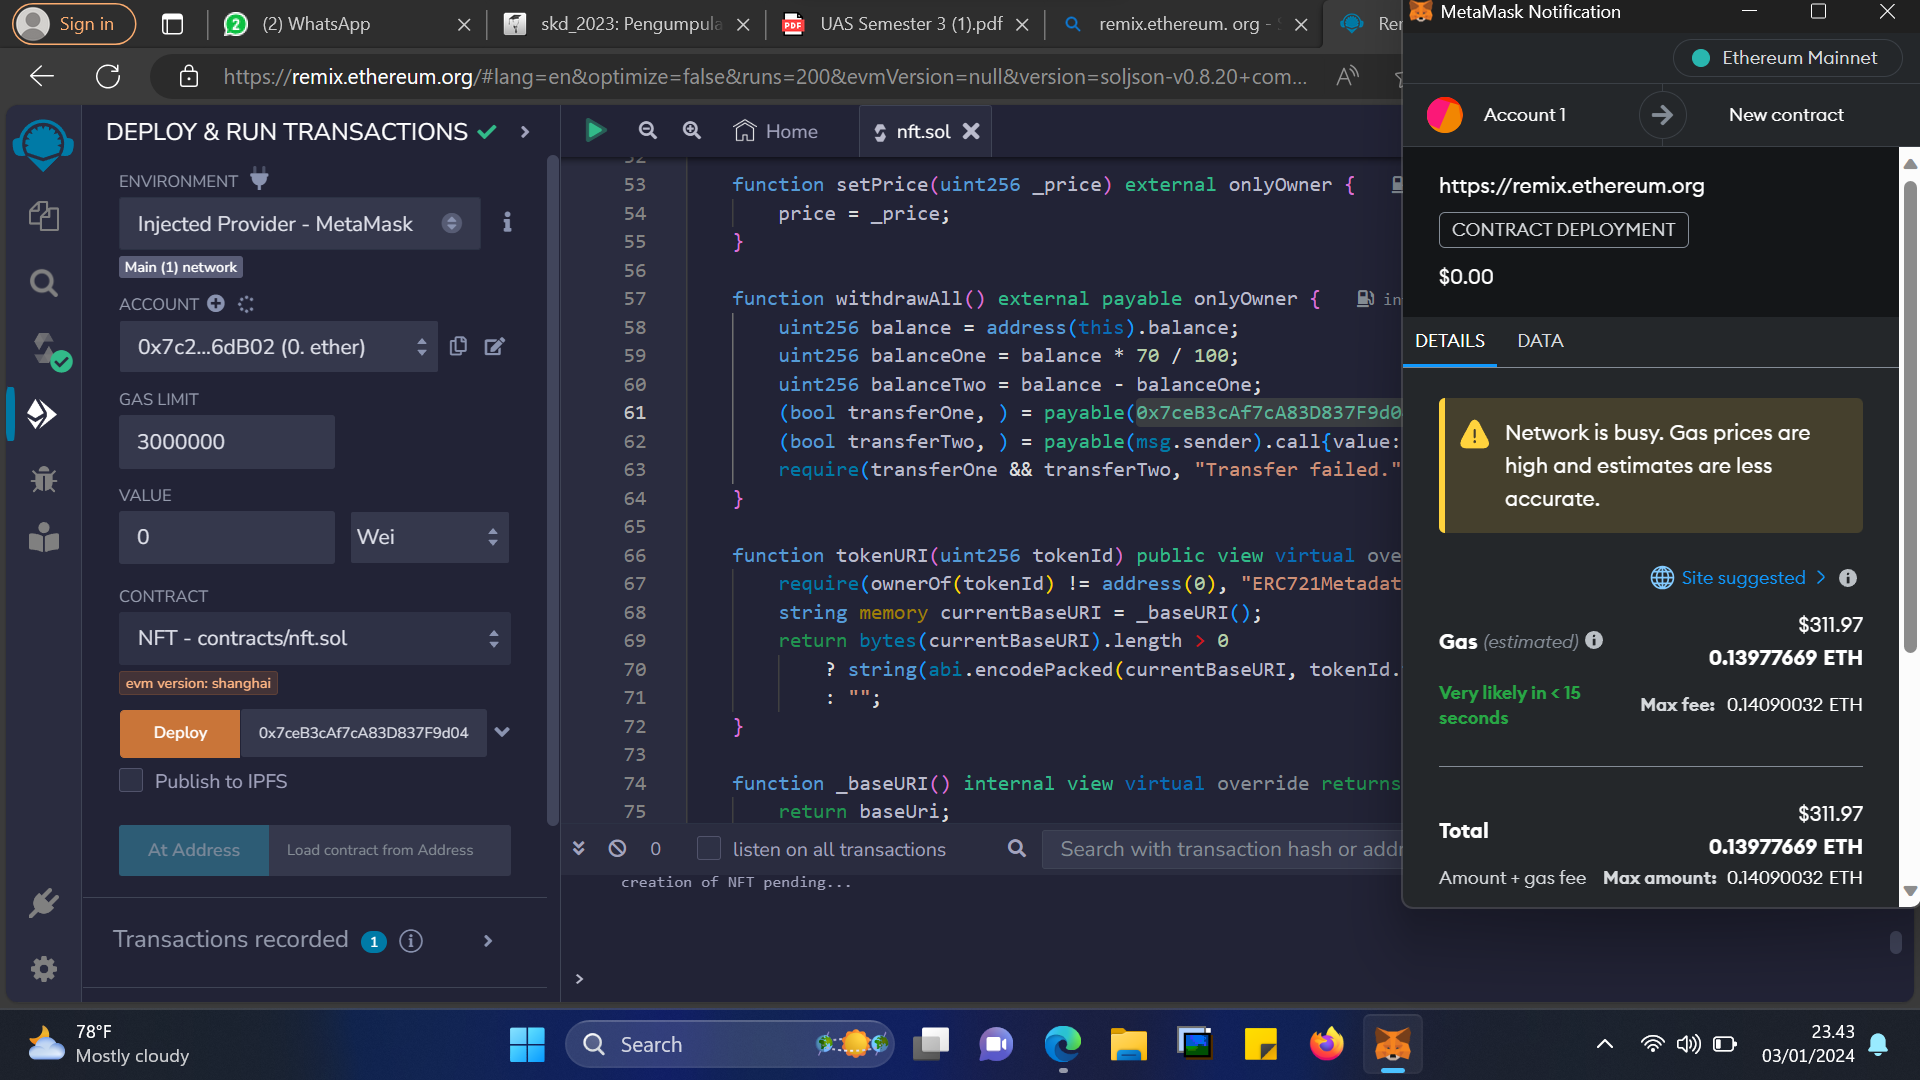 Sign in
(2) WhatsApp
skd_2023: Pengumpula
UAS Semester 3 (1).pdf
remix.ethereum. org -
Re
https://remix.ethereum.org/#lang=en&optimize=false&runs=200&evmVersion=null&version=soljson-v0.8.20+com...
DEPLOY & RUN TRANSACTIONS
ENVIRONMENT
Injected Provider - MetaMask
Main (1) network
ACCOUNT
0x7c2...6dB02 (0. ether)
GAS LIMIT
3000000
VALUE
0
Wei
CONTRACT
NFT - contracts/nft.sol
evm version: shanghai
Deploy
0x7ceB3cAf7cA83D837F9d04
Publish to IPFS
At Address
Load contract from Address
Transactions recorded 1
Home
nft.sol
52
53 function setPrice(uint256 _price) external onlyOwner {
54 price = _price;
55 }
56
57 function withdrawAll() external payable onlyOwner { in
58 uint256 balance = address(this).balance;
59 uint256 balanceOne = balance * 70 / 100;
60 uint256 balanceTwo = balance - balanceOne;
61 (bool transferOne, ) = payable(0x7ceB3cAf7cA83D837F9d0
62 (bool transferTwo, ) = payable(msg.sender).call{value:
63 require(transferOne && transferTwo, "Transfer failed."
64 }
65
66 function tokenURI(uint256 tokenId) public view virtual ove
67 require(ownerOf(tokenId) != address(0), "ERC721Metadat
68 string memory currentBaseURI = _baseURI();
69 return bytes(currentBaseURI).length > 0
70 ? string(abi.encodePacked(currentBaseURI, tokenId.
71 : "";
72 }
73
74 function _baseURI() internal view virtual override returns
75 return baseUri;
0
listen on all transactions
Search with transaction hash or addr
creation of NFT pending...
>
MetaMask Notification
Ethereum Mainnet
Account 1
New contract
https://remix.ethereum.org
CONTRACT DEPLOYMENT
$0.00
DETAILS
DATA
Network is busy. Gas prices are
high and estimates are less
accurate.
Site suggested >
$311.97
Gas (estimated)
0.13977669 ETH
Very likely in < 15
seconds
Max fee: 0.14090032 ETH
$311.97
Total
0.13977669 ETH
Amount + gas fee Max amount: 0.14090032 ETH
78°F
Mostly cloudy
Search
23.43
03/01/2024